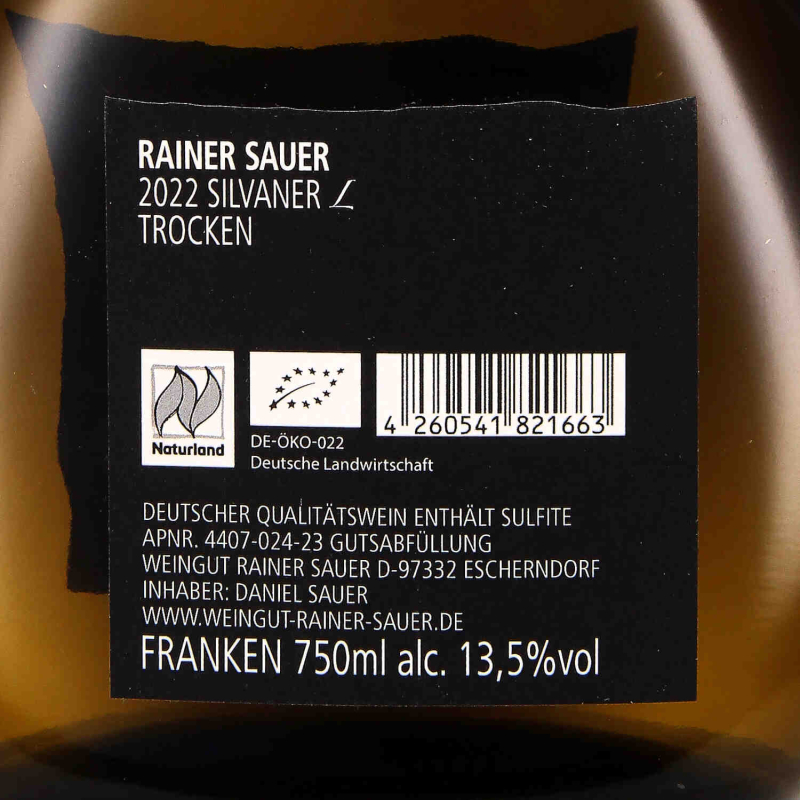 RAINER SAUER
2022 SILVANER L
TROCKEN
Naturland
DE-ÖKO-022
Deutsche Landwirtschaft
4 260541 821663
DEUTSCHER QUALITÄTSWEIN ENTHÄLT SULFITE
APNR. 4407-024-23 GUTSABFÜLLUNG
WEINGUT RAINER SAUER D-97332 ESCHERNDORF
INHABER: DANIEL SAUER
WWW.WEINGUT-RAINER-SAUER.DE
FRANKEN 750ml alc. 13,5%vol